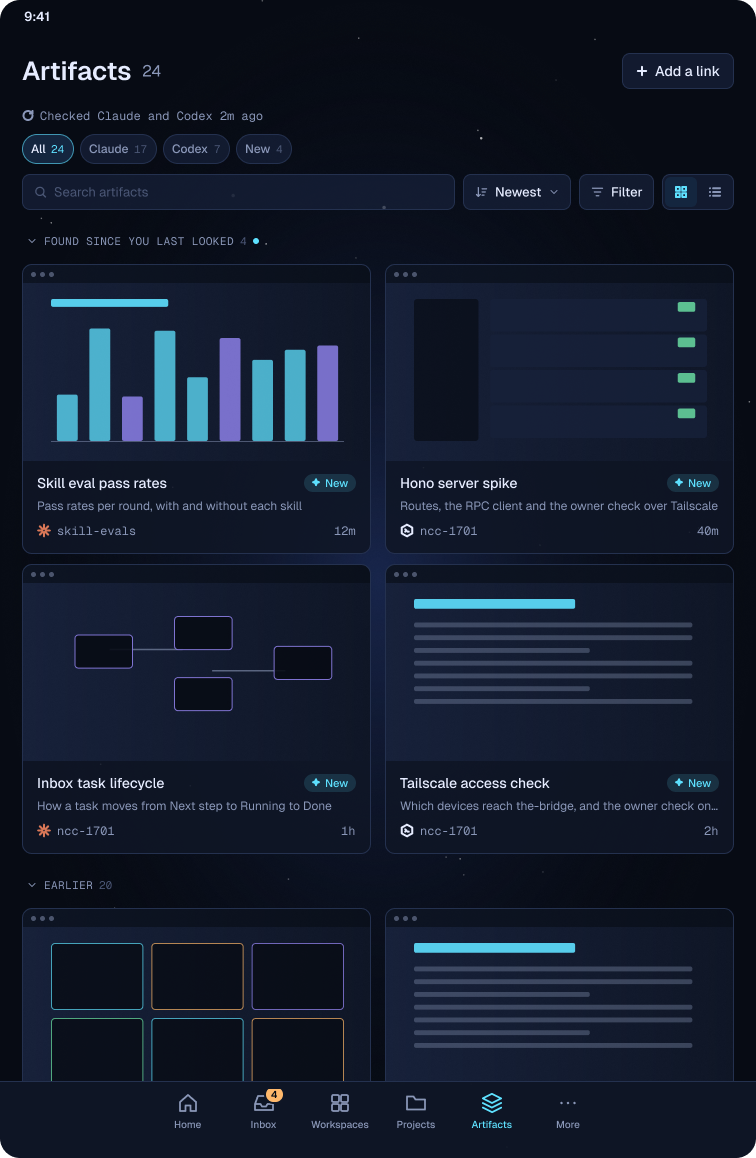 9:41
Artifacts 24
+ Add a link
Checked Claude and Codex 2m ago
All 24 Claude 17 Codex 7 New 4
Search artifacts
Newest
Filter
FOUND SINCE YOU LAST LOOKED 4
Skill eval pass rates
New
Pass rates per round, with and without each skill
skill-evals 12m
Hono server spike
New
Routes, the RPC client and the owner check over Tailscale
ncc-1701 40m
Inbox task lifecycle
New
How a task moves from Next step to Running to Done
ncc-1701 1h
Tailscale access check
New
Which devices reach the-bridge, and the owner check on…
ncc-1701 2h
EARLIER 20
4
Home Inbox Workspaces Projects Artifacts More